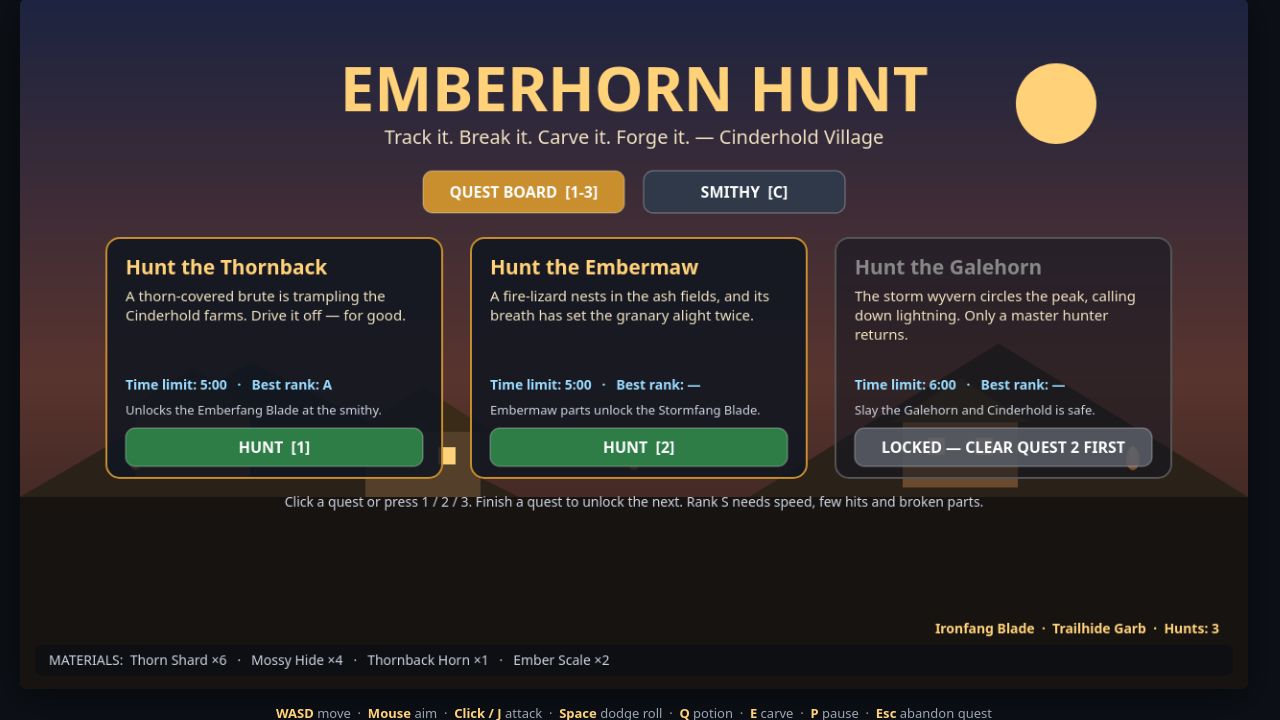 EMBERHORN HUNT
Track it. Break it. Carve it. Forge it. — Cinderhold Village
QUEST BOARD [1-3]
SMITHY [C]
Hunt the Thornback
A thorn-covered brute is trampling the
Cinderhold farms. Drive it off — for good.
Time limit: 5:00 · Best rank: A
Unlocks the Emberfang Blade at the smithy.
HUNT [1]
Hunt the Embermaw
A fire-lizard nests in the ash fields, and its
breath has set the granary alight twice.
Time limit: 5:00 · Best rank: —
Embermaw parts unlock the Stormfang Blade.
HUNT [2]
Hunt the Galehorn
The storm wyvern circles the peak, calling
down lightning. Only a master hunter
returns.
Time limit: 6:00 · Best rank: —
Slay the Galehorn and Cinderhold is safe.
LOCKED — CLEAR QUEST 2 FIRST
Click a quest or press 1 / 2 / 3. Finish a quest to unlock the next. Rank S needs speed, few hits and broken parts.
Ironfang Blade · Trailhide Garb · Hunts: 3
MATERIALS: Thorn Shard ×6 · Mossy Hide ×4 · Thornback Horn ×1 · Ember Scale ×2
WASD move · Mouse aim · Click / J attack · Space dodge roll · Q potion · E carve · P pause · Esc abandon quest